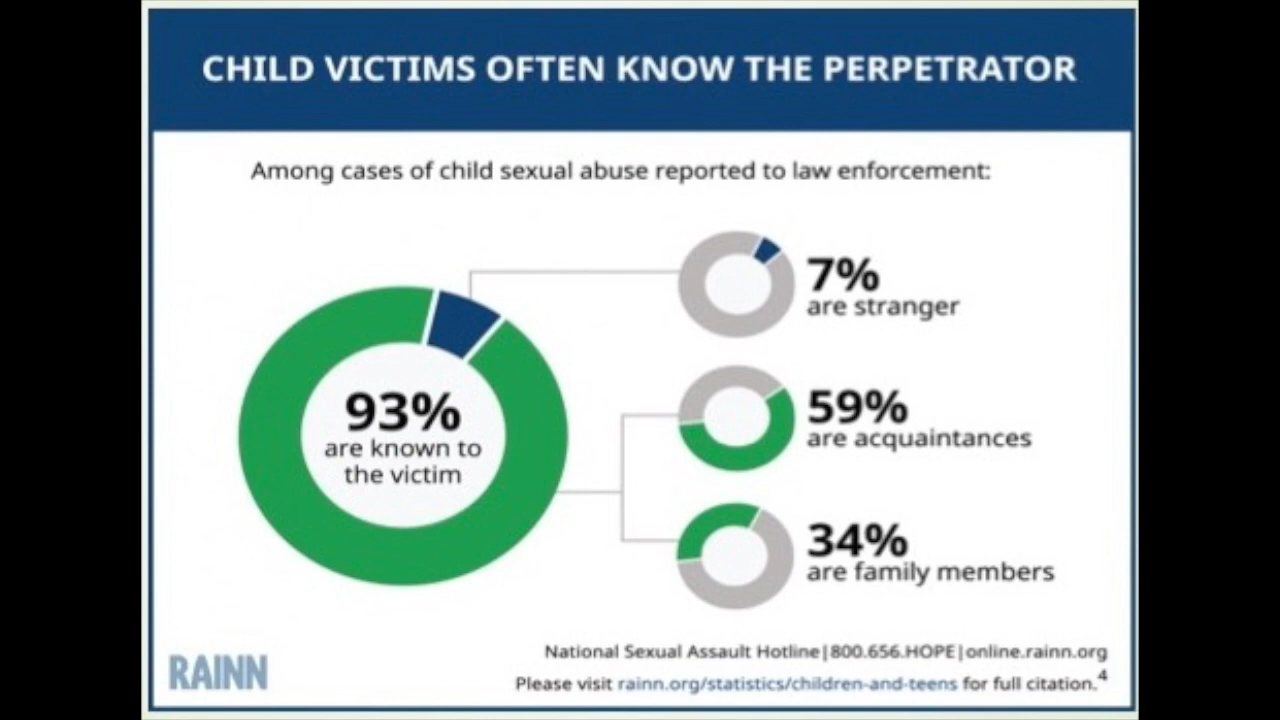 CHILD VICTIMS OFTEN KNOW THE PERPETRATOR
Among cases of child sexual abuse reported to law enforcement:
7%
are stranger
93%
are known to
the victim
59%
are acquaintances
34%
are family members
National Sexual Assault Hotline|800.656.HOPE|online.rainn.org
RAINN
Please visit rainn.org/statistics/children-and-teens for full citation.4